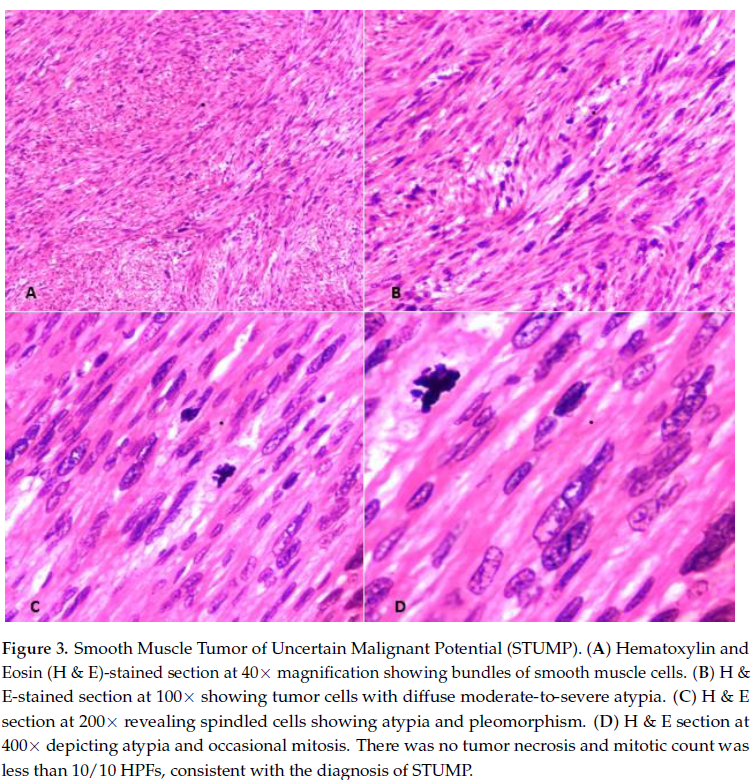 A
B
C
D
Figure 3. Smooth Muscle Tumor of Uncertain Malignant Potential (STUMP). (A) Hematoxylin and
Eosin (H & E)-stained section at 40× magnification showing bundles of smooth muscle cells. (B) H &
E-stained section at 100× showing tumor cells with diffuse moderate-to-severe atypia. (C) H & E
section at 200× revealing spindled cells showing atypia and pleomorphism. (D) H & E section at
400× depicting atypia and occasional mitosis. There was no tumor necrosis and mitotic count was
less than 10/10 HPFs, consistent with the diagnosis of STUMP.